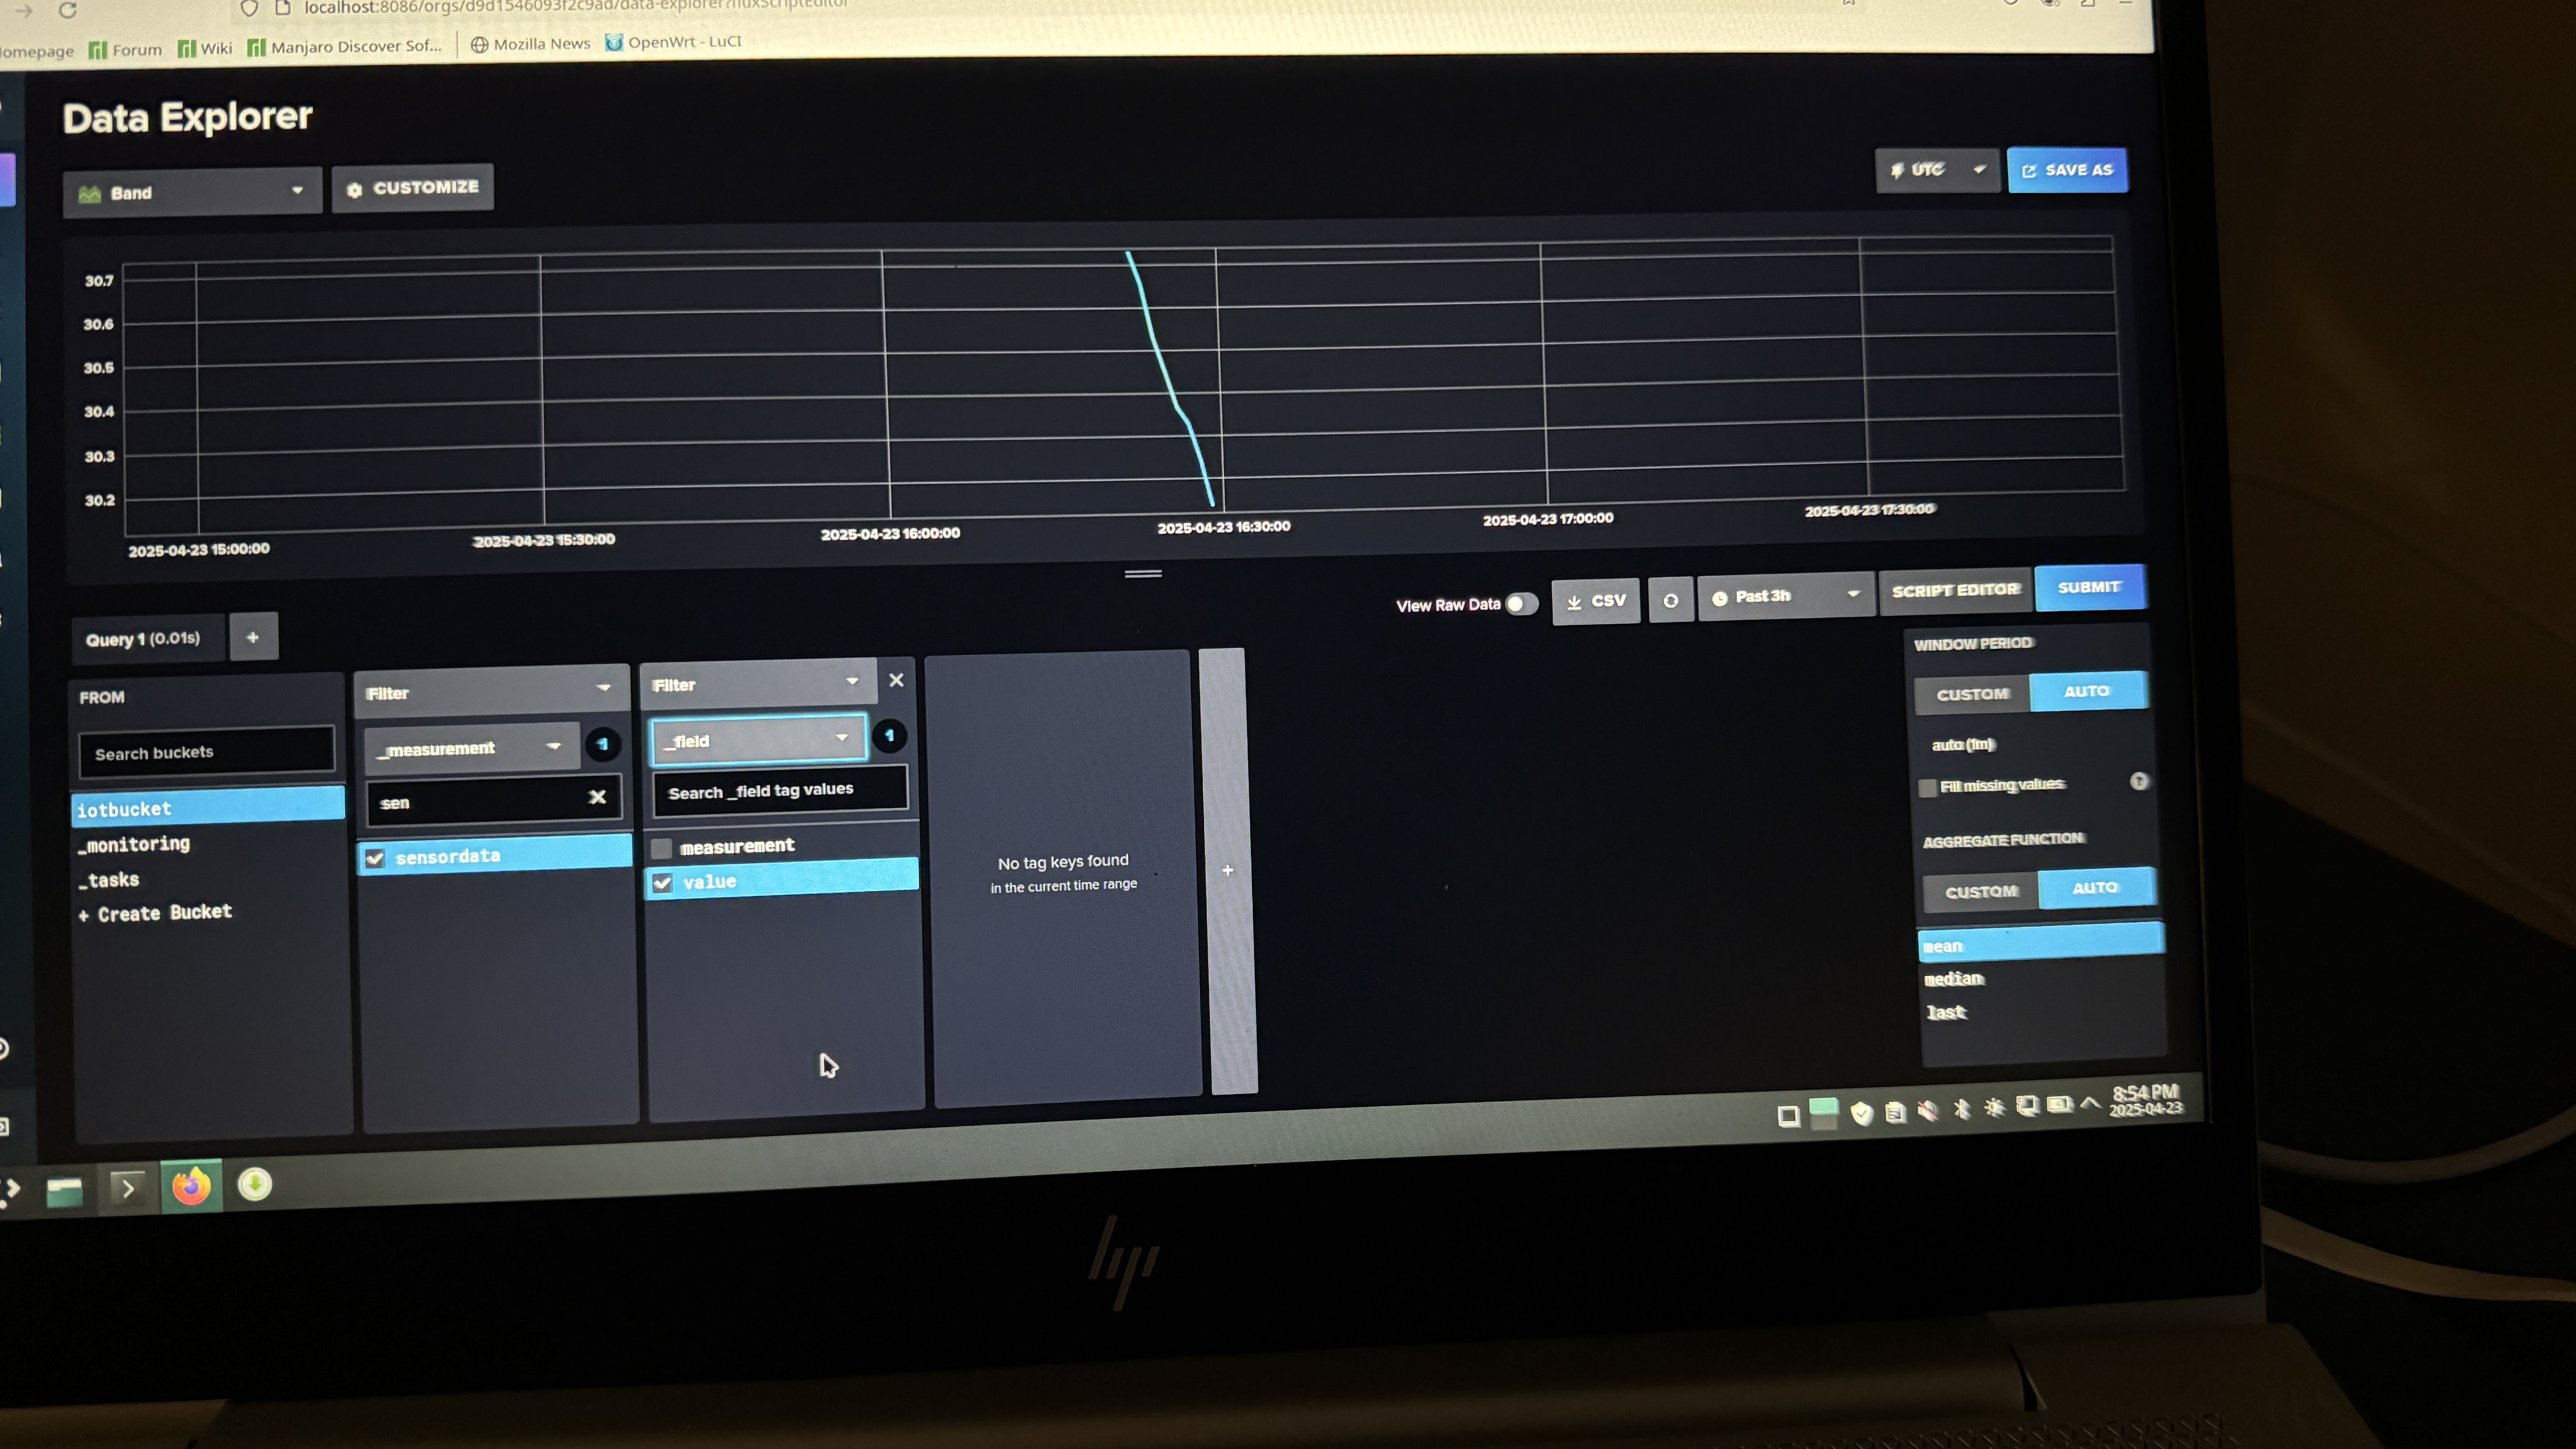 localhost:8086/orgs/d9d1546093f2c9ad/data-explorer?fluxScriptEditor
omepage Forum Wiki Manjaro Discover Sof... Mozilla News OpenWrt - LuCI
Data Explorer
Band CUSTOMIZE UTC SAVE AS
30.7
30.6
30.5
30.4
30.3
30.2
2025-04-23 15:00:00 2025-04-23 15:30:00 2025-04-23 16:00:00 2025-04-23 16:30:00 2025-04-23 17:00:00 2025-04-23 17:30:00
View Raw Data CSV Past 3h SCRIPT EDITOR SUBMIT
Query 1 (0.01s) +
FROM
Search buckets
iotbucket
_monitoring
_tasks
+ Create Bucket
Filter
_measurement 1
sen
sensordata
Filter
_field 1
Search _field tag values
measurement
value
No tag keys found
in the current time range
+
WINDOW PERIOD
CUSTOM AUTO
auto (1m)
Fill missing values ?
AGGREGATE FUNCTION
CUSTOM AUTO
mean
median
last
8:54 PM
2025-04-23
hp